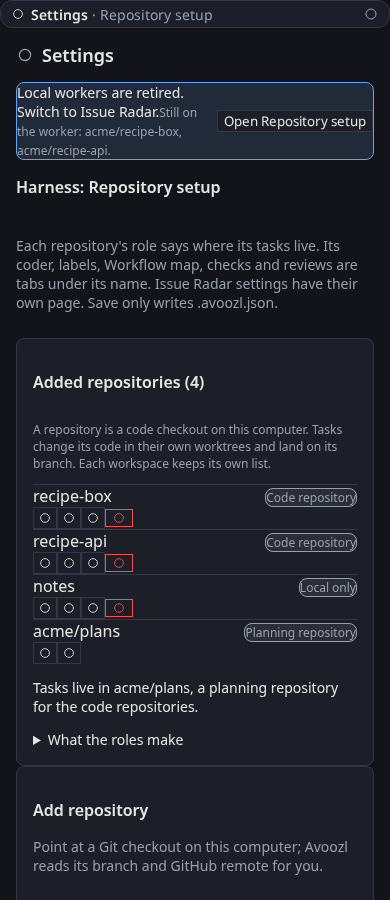 Settings · Repository setup
Settings
Local workers are retired.
Switch to Issue Radar.Still on
the worker: acme/recipe-box,
acme/recipe-api.
Open Repository setup
Harness: Repository setup
Each repository's role says where its tasks live. Its
coder, labels, Workflow map, checks and reviews are
tabs under its name. Issue Radar settings have their
own page. Save only writes .avoozl.json.
Added repositories (4)
A repository is a code checkout on this computer. Tasks
change its code in their own worktrees and land on its
branch. Each workspace keeps its own list.
recipe-box Code repository
recipe-api Code repository
notes Local only
acme/plans Planning repository
Tasks live in acme/plans, a planning repository
for the code repositories.
What the roles make
Add repository
Point at a Git checkout on this computer; Avoozl
reads its branch and GitHub remote for you.